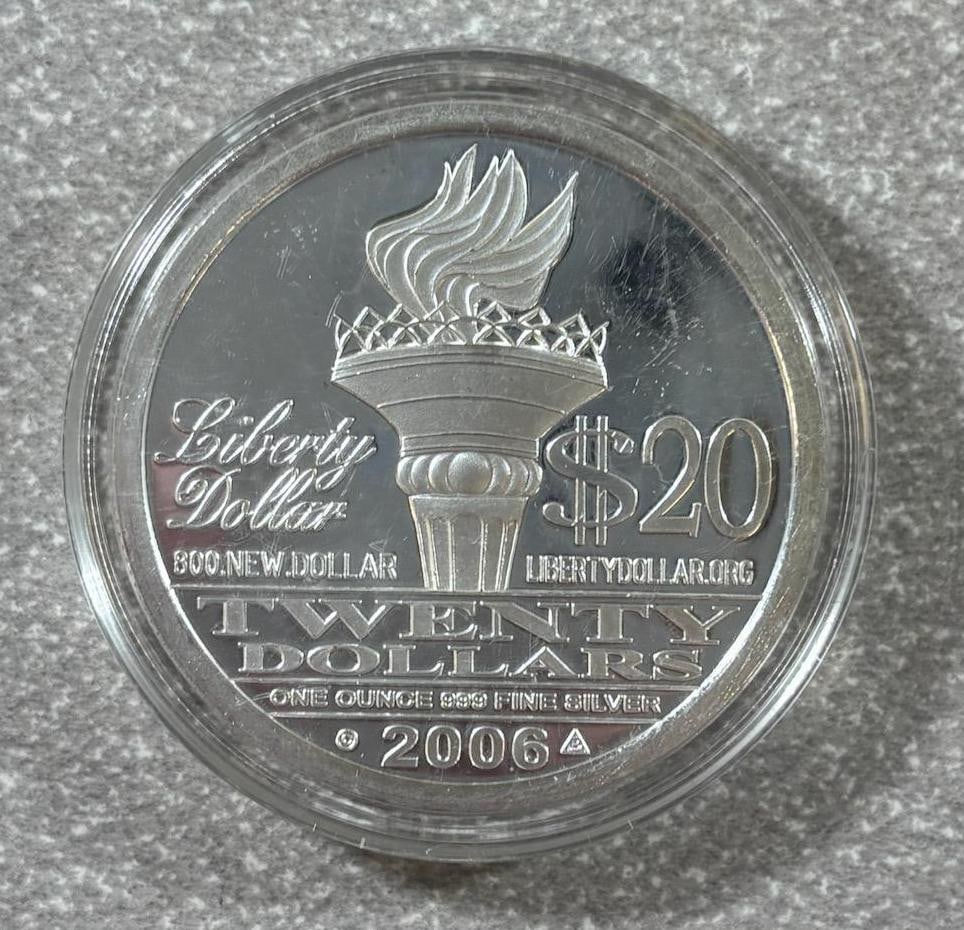 Liberty
Dollar
$20
800.NEW.DOLLAR
LIBERTYDOLLAR.ORG
TWENTY
DOLLARS
ONE OUNCE 999 FINE SILVER
© 2006